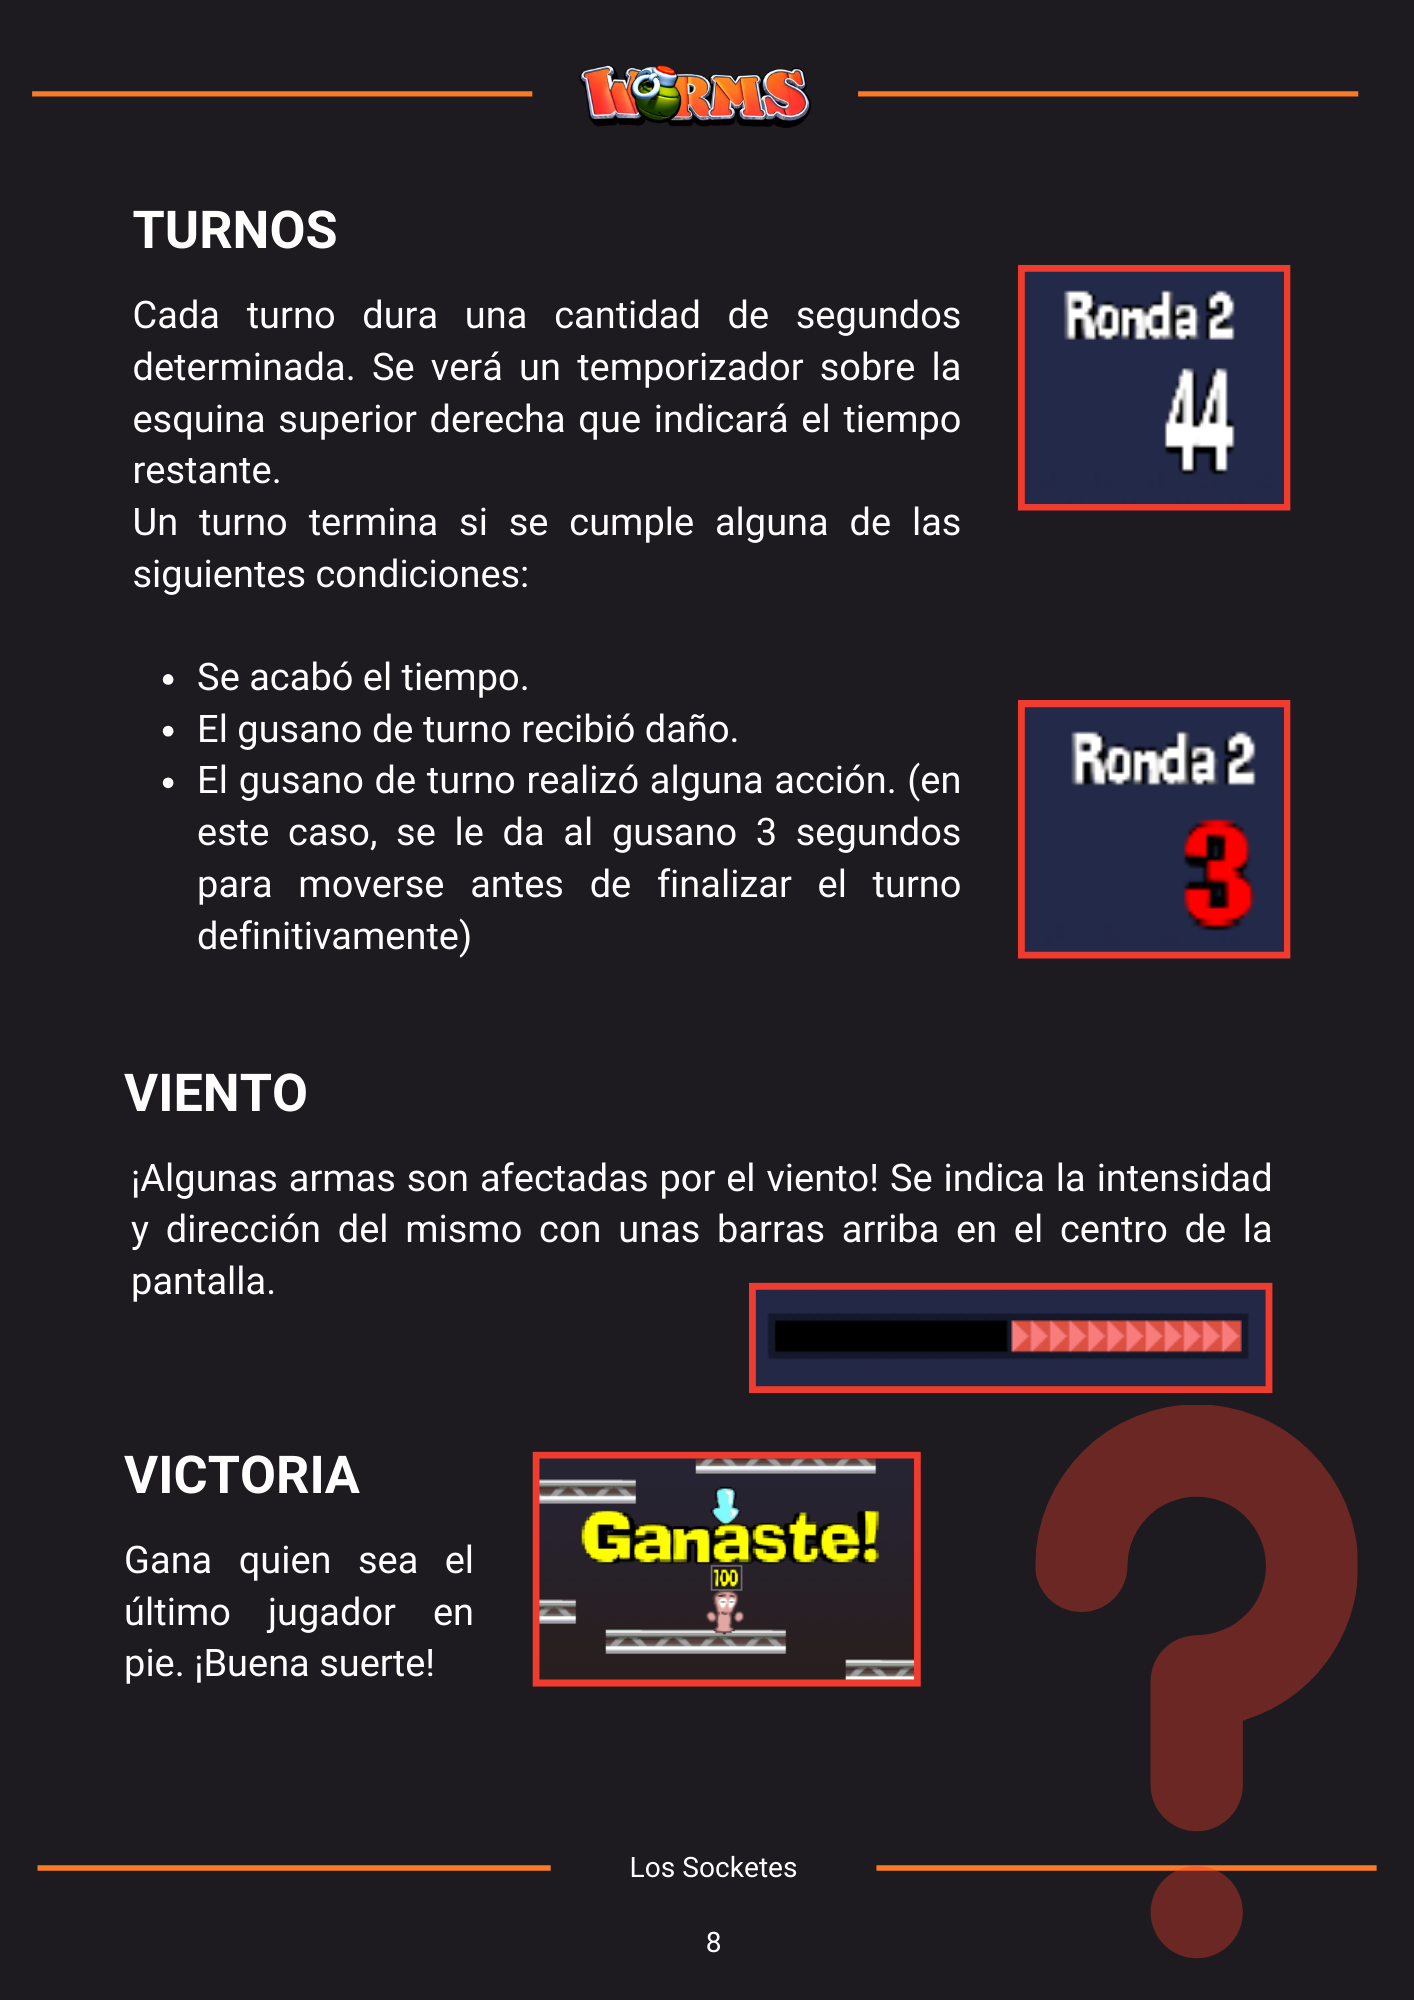 WORMS
TURNOS
Cada turno dura una cantidad de segundos
determinada. Se verá un temporizador sobre la
esquina superior derecha que indicará el tiempo
restante.
Un turno termina si se cumple alguna de las
siguientes condiciones:
Ronda 2
44
• Se acabó el tiempo.
• El gusano de turno recibió daño.
• El gusano de turno realizó alguna acción. (en
este caso, se le da al gusano 3 segundos
para moverse antes de finalizar el turno
definitivamente)
Ronda 2
3
VIENTO
¡Algunas armas son afectadas por el viento! Se indica la intensidad
y dirección del mismo con unas barras arriba en el centro de la
pantalla.
VICTORIA
Gana quien sea el
último jugador en
pie. ¡Buena suerte!
Ganaste!
100
?
Los Socketes
8